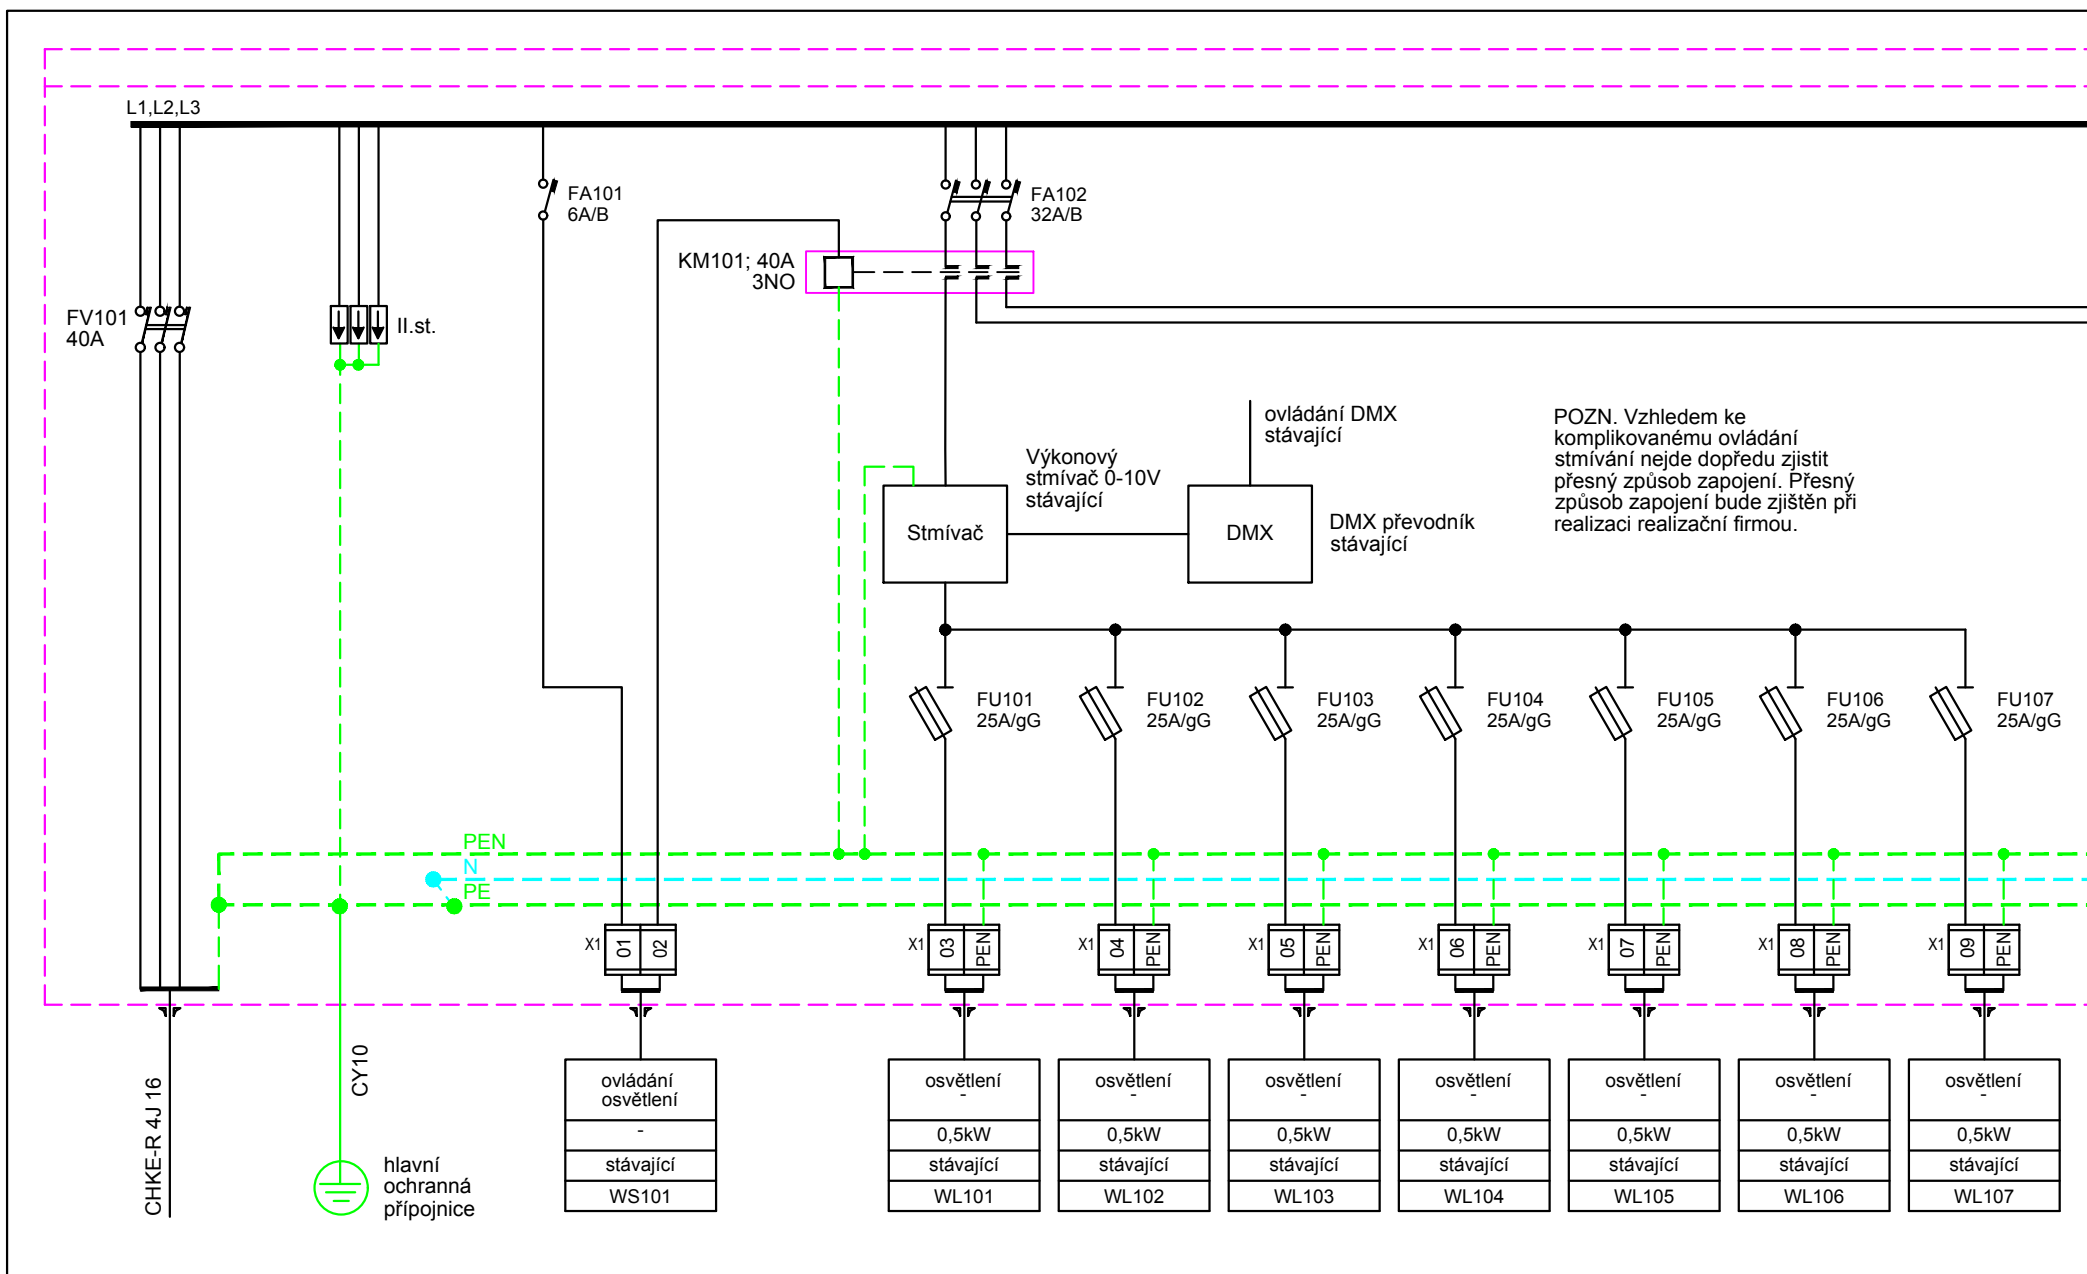 L1,L2,L3
FA101
6A/B
FA102
32A/B
KM101; 40A
3NO
FV101
40A
II.st.
ovládání DMX
stávající
Výkonový
stmívač 0-10V
stávající
Stmívač
DMX
DMX převodník
stávající
POZN. Vzhledem ke
komplikovanému ovládání
stmívání nejde dopředu zjistit
přesný způsob zapojení. Přesný
způsob zapojení bude zjištěn při
realizaci realizační firmou.
FU101
25A/gG
FU102
25A/gG
FU103
25A/gG
FU104
25A/gG
FU105
25A/gG
FU106
25A/gG
FU107
25A/gG
PEN
N
PE
X1 01 02
X1 03 PEN
X1 04 PEN
X1 05 PEN
X1 06 PEN
X1 07 PEN
X1 08 PEN
X1 09 PEN
CHKE-R 4J 16
CY10
hlavní
ochranná
přípojnice
ovládání
osvětlení
-
stávající
WS101
osvětlení
-
0,5kW
stávající
WL101
osvětlení
-
0,5kW
stávající
WL102
osvětlení
-
0,5kW
stávající
WL103
osvětlení
-
0,5kW
stávající
WL104
osvětlení
-
0,5kW
stávající
WL105
osvětlení
-
0,5kW
stávající
WL106
osvětlení
-
0,5kW
stávající
WL107